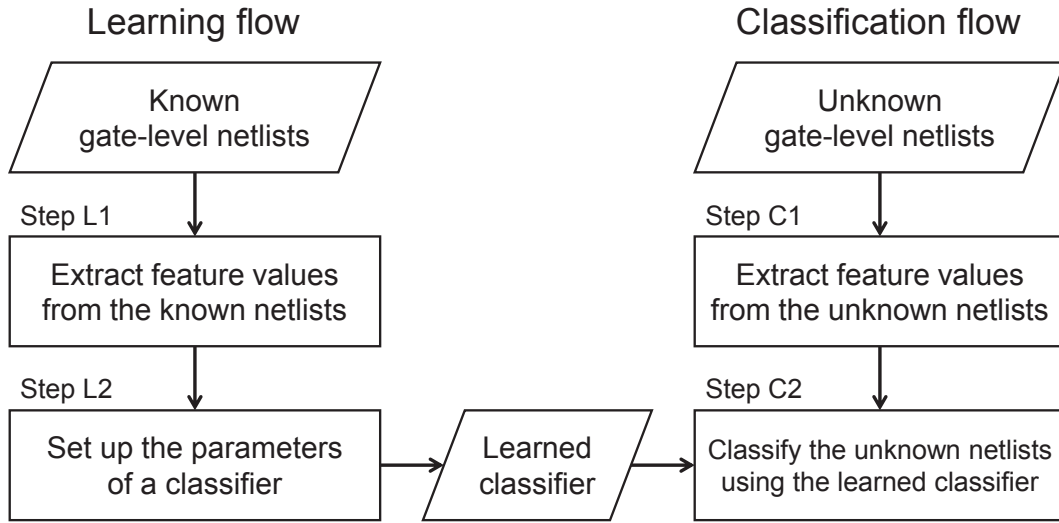 Learning flow
Known
gate-level netlists
Step L1
Extract feature values
from the known netlists
Step L2
Set up the parameters
of a classifier
Learned
classifier
Classification flow
Unknown
gate-level netlists
Step C1
Extract feature values
from the unknown netlists
Step C2
Classify the unknown netlists
using the learned classifier